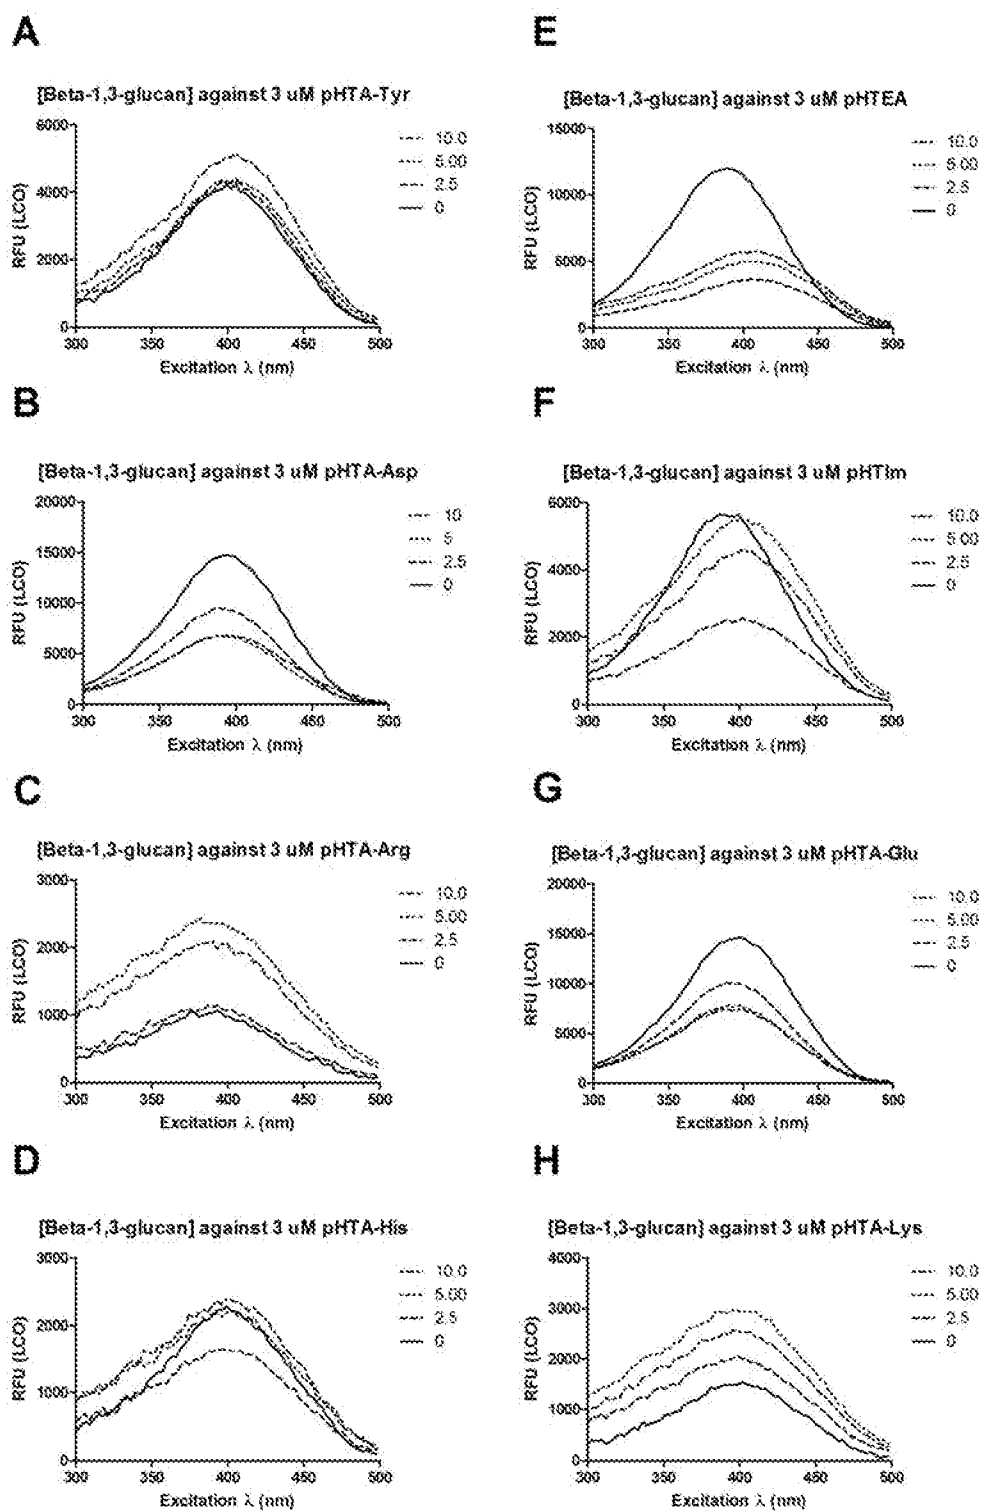 A
[Beta-1,3-glucan] against 3 uM pHTA-Tyr
6000
4000
2000
0
RFU (LCO)
300 350 400 450 500
Excitation λ (nm)
10.0
5.00
2.5
0
B
[Beta-1,3-glucan] against 3 uM pHTA-Asp
20000
15000
10000
5000
0
RFU (LCO)
300 350 400 450 500
Excitation λ (nm)
10
5
2.5
0
C
[Beta-1,3-glucan] against 3 uM pHTA-Arg
3000
2000
1000
0
RFU (LCO)
300 350 400 450 500
Excitation λ (nm)
10.0
5.00
2.5
0
D
[Beta-1,3-glucan] against 3 uM pHTA-His
3000
2000
1000
0
RFU (LCO)
300 350 400 450 500
Excitation λ (nm)
10.0
5.00
2.5
0
E
[Beta-1,3-glucan] against 3 uM pHTEA
15000
10000
5000
0
RFU (LCO)
300 350 400 450 500
Excitation λ (nm)
10.0
5.00
2.5
0
F
[Beta-1,3-glucan] against 3 uM pHTIm
6000
4000
2000
0
RFU (LCO)
300 350 400 450 500
Excitation λ (nm)
10.0
5.00
2.5
0
G
[Beta-1,3-glucan] against 3 uM pHTA-Glu
20000
15000
10000
5000
0
RFU (LCO)
300 350 400 450 500
Excitation λ (nm)
10.0
5.00
2.5
0
H
[Beta-1,3-glucan] against 3 uM pHTA-Lys
4000
3000
2000
1000
0
RFU (LCO)
300 350 400 450 500
Excitation λ (nm)
10.0
5.00
2.5
0